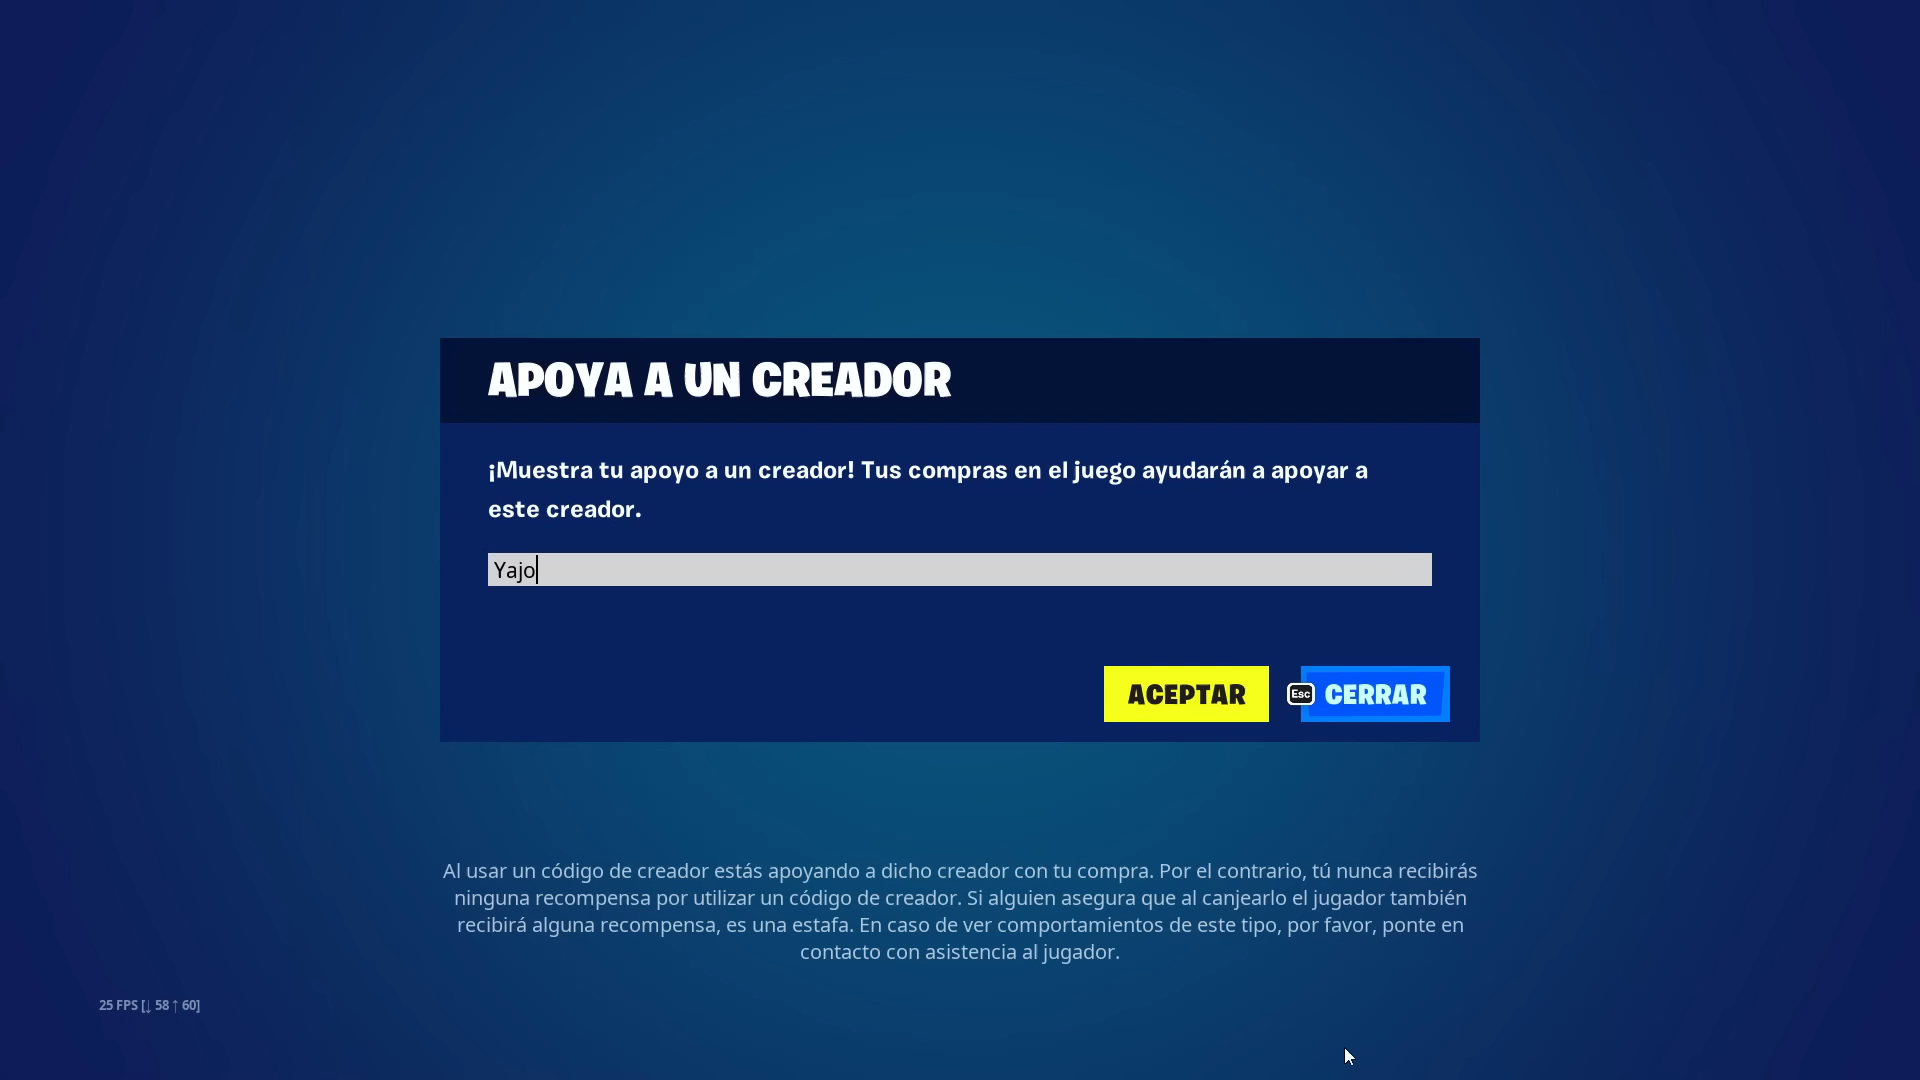 APOYA A UN CREADOR
¡Muestra tu apoyo a un creador! Tus compras en el juego ayudarán a apoyar a
este creador.
Yajo
ACEPTAR
Esc CERRAR
Al usar un código de creador estás apoyando a dicho creador con tu compra. Por el contrario, tú nunca recibirás
ninguna recompensa por utilizar un código de creador. Si alguien asegura que al canjearlo el jugador también
recibirá alguna recompensa, es una estafa. En caso de ver comportamientos de este tipo, por favor, ponte en
contacto con asistencia al jugador.
25 FPS [↓ 58 ↑ 60]